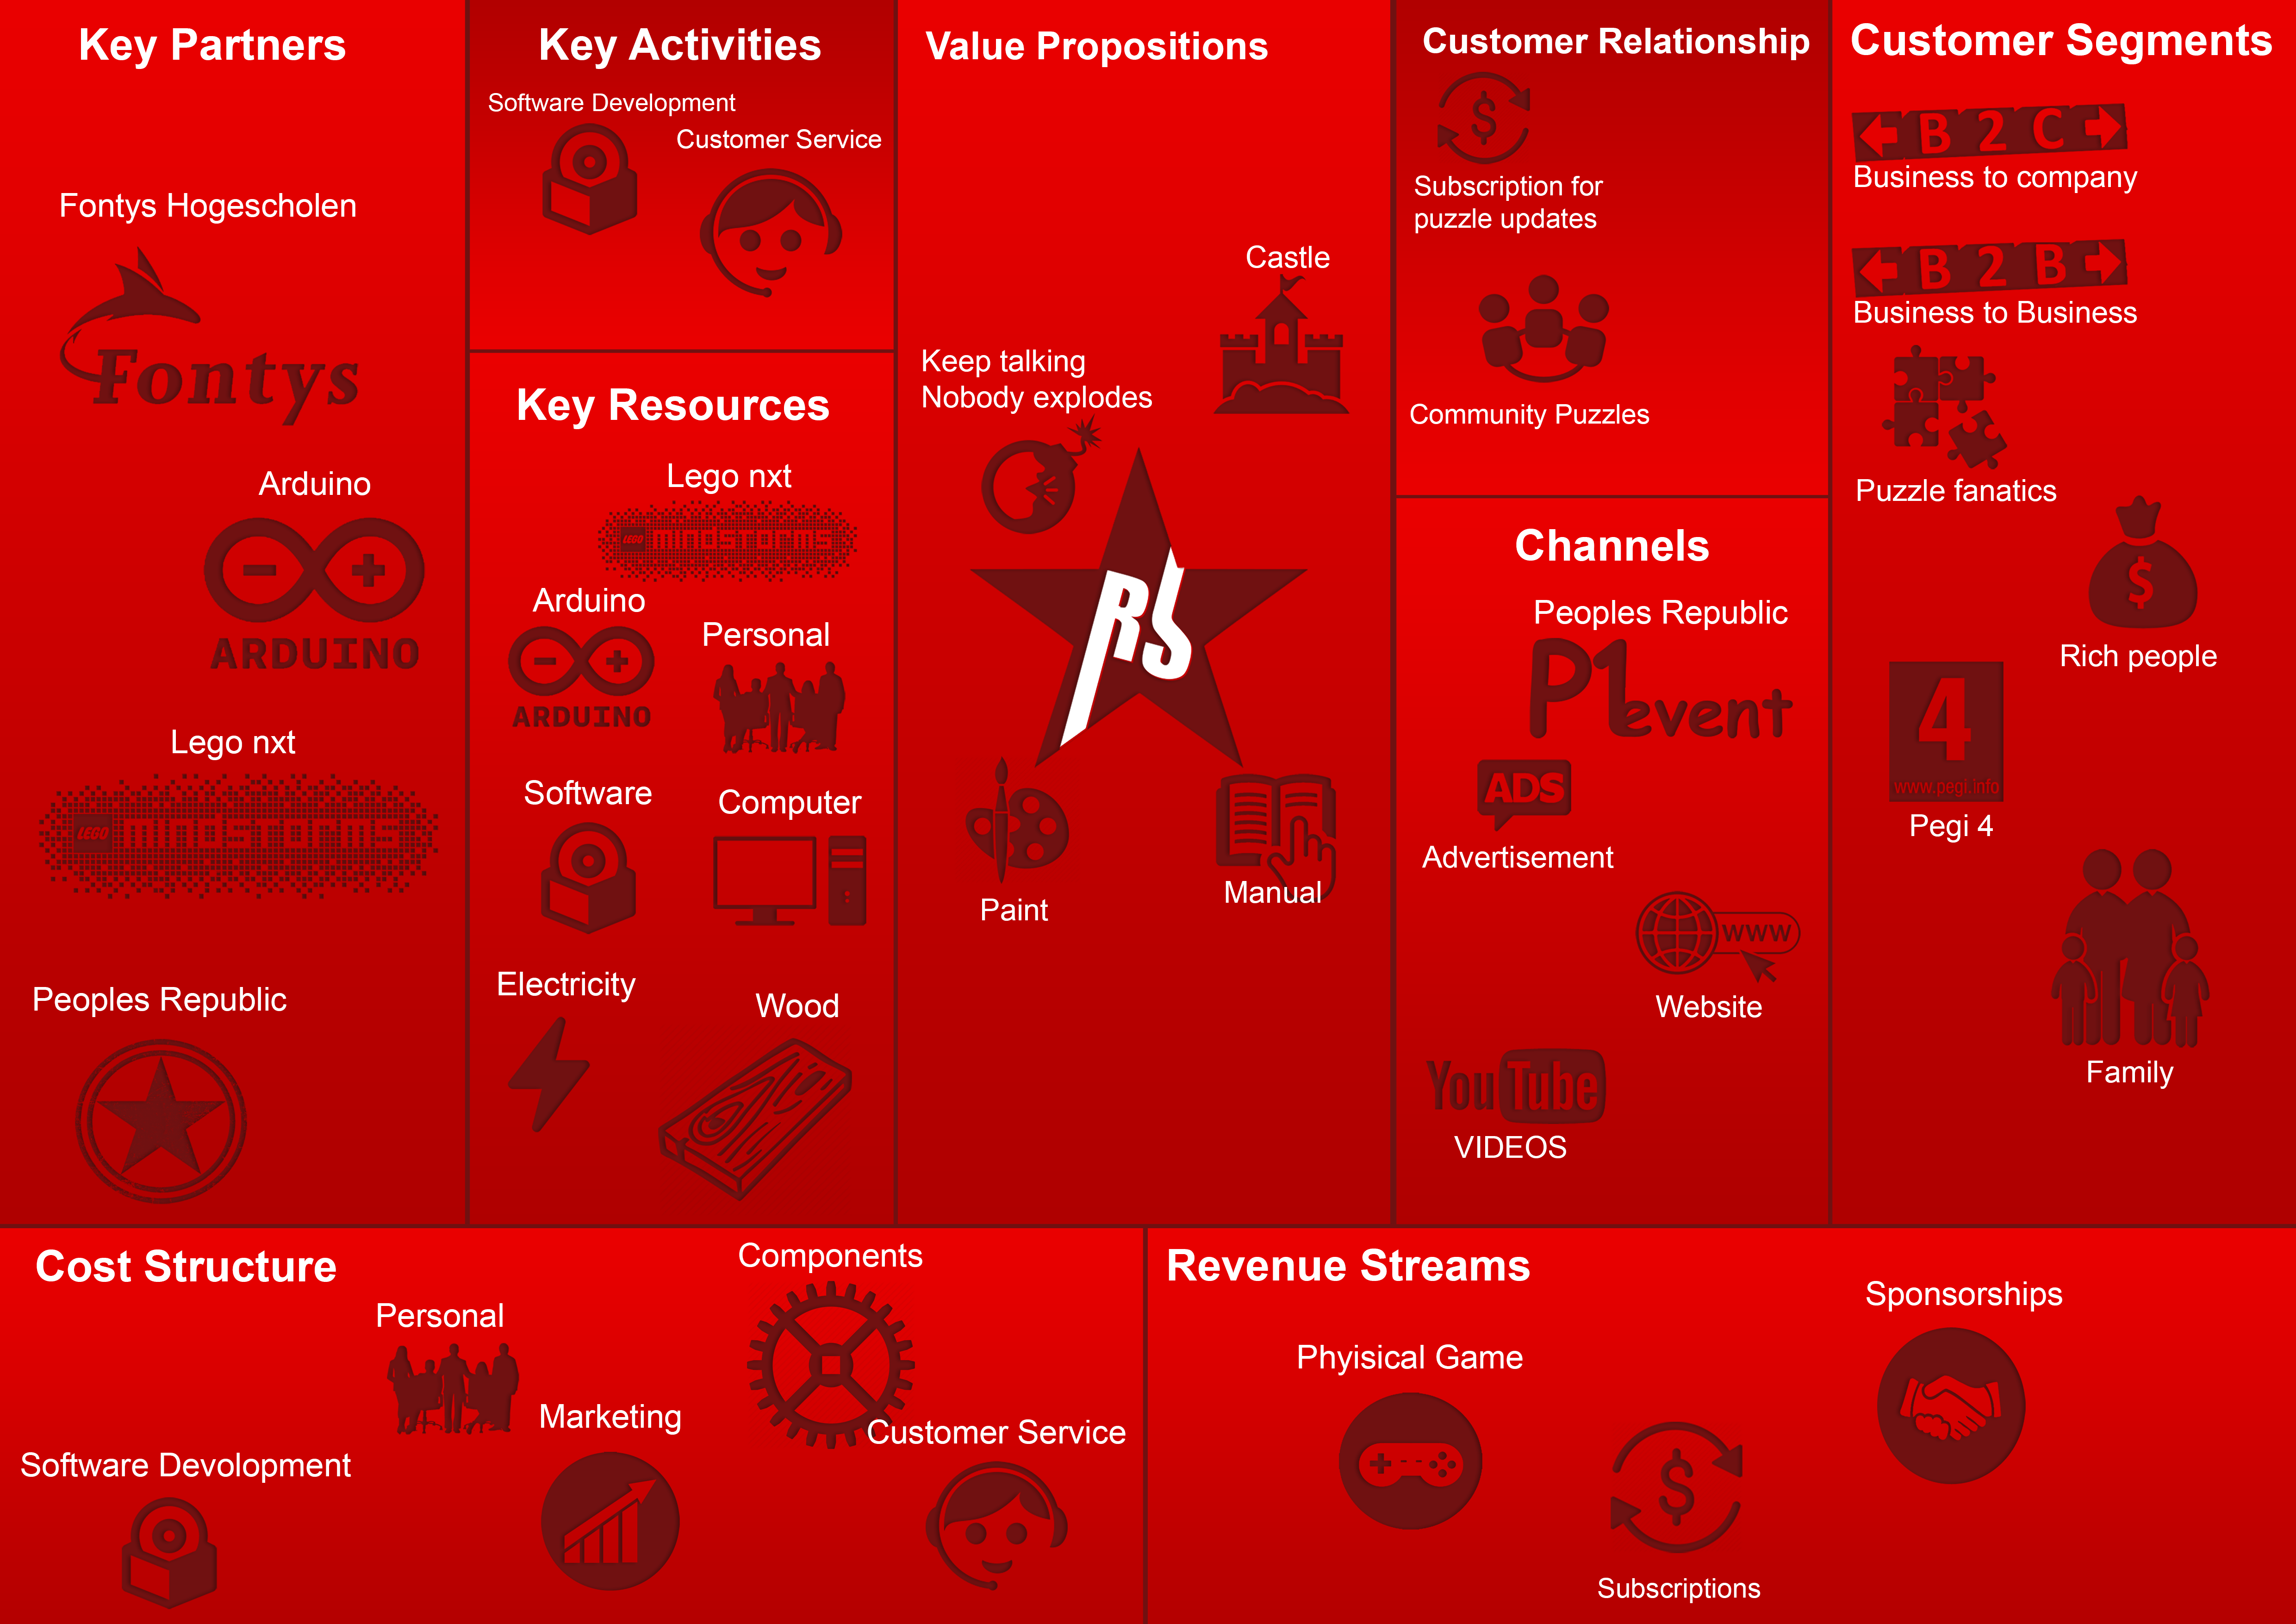 Key Partners
Fontys Hogescholen
Fontys
Arduino
ARDUINO
Lego nxt
LEGO mindstorms
Peoples Republic
Key Activities
Software Development
Customer Service
Key Resources
Lego nxt
LEGO mindstorms
Arduino
ARDUINO
Personal
Software
Computer
Electricity
Wood
Value Propositions
Castle
Keep talking
Nobody explodes
RS
Paint
Manual
Customer Relationship
$
Subscription for
puzzle updates
Community Puzzles
Channels
Peoples Republic
P1event
ADS
Advertisement
www
Website
YouTube
VIDEOS
Customer Segments
B 2 C
Business to company
B 2 B
Business to Business
Puzzle fanatics
$
Rich people
4
www.pegi.info
Pegi 4
Family
Cost Structure
Components
Personal
Marketing
Customer Service
Software Devolopment
Revenue Streams
Sponsorships
Phyisical Game
$
Subscriptions